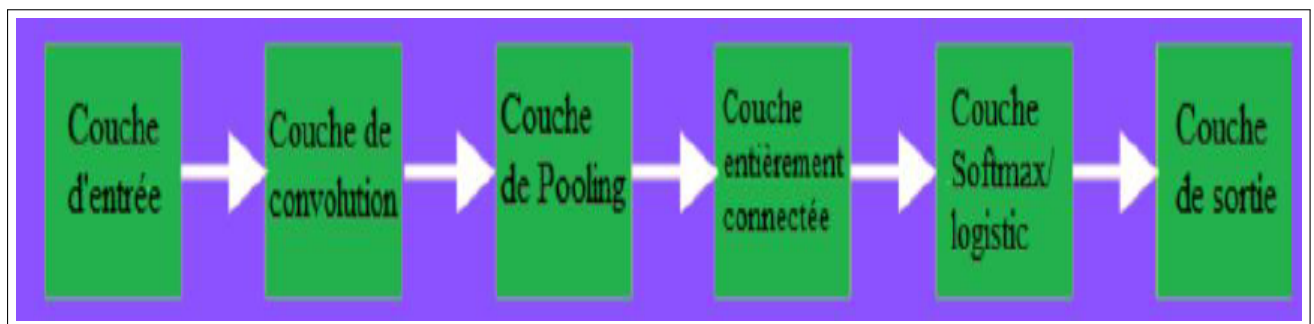 Couche
d'entrée
Couche de
convolution
Couche
de Pooling
Couche
entièrement
connectée
Couche
Softmax/
logistic
Couche
de sortie